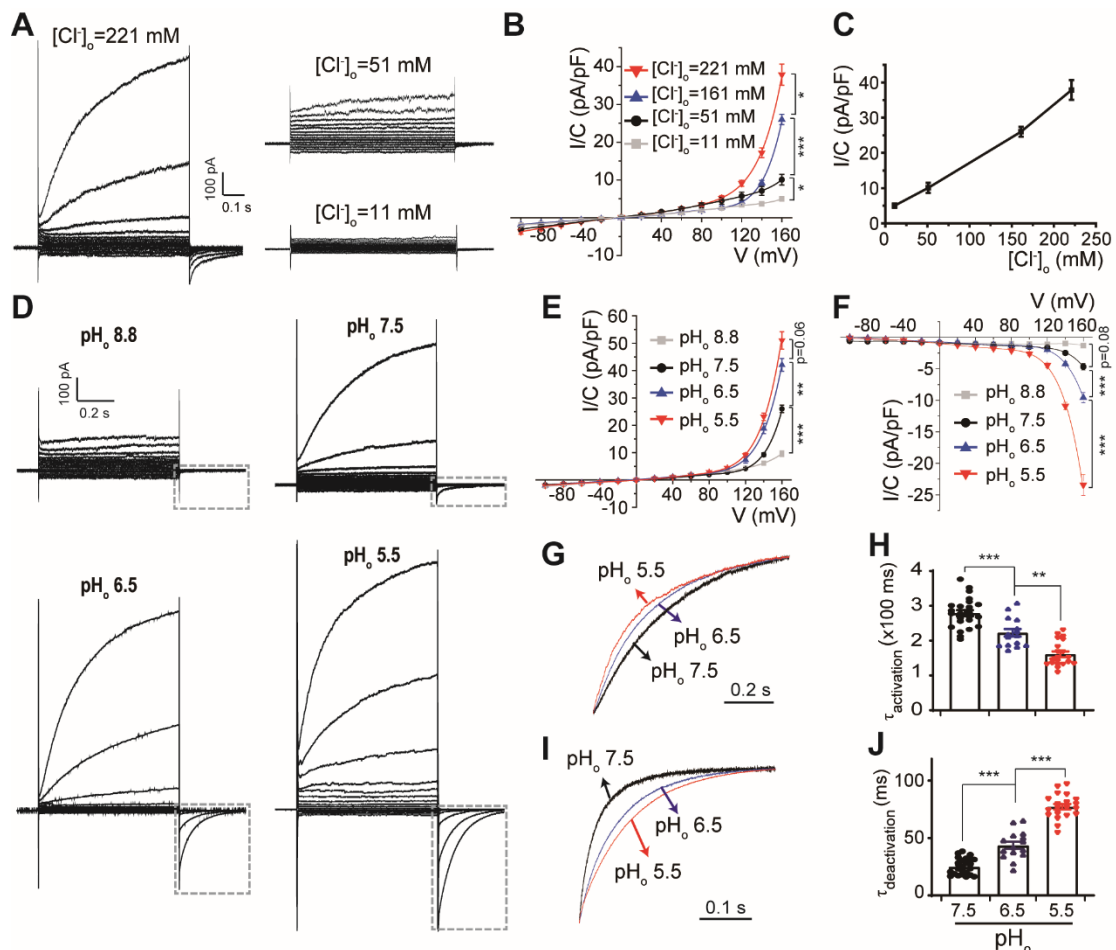 A
[Cl-]o=221 mM
[Cl-]o=51 mM
[Cl-]o=11 mM
100 pA
0.1 s
B
I/C (pA/pF)
40
30
20
10
-10
-80 -40 40 80 120 160
V (mV)
[Cl-]o=221 mM
[Cl-]o=161 mM
[Cl-]o=51 mM
[Cl-]o=11 mM
*
***
*
C
I/C (pA/pF)
40
30
20
10
0
0 50 100 150 200 250
[Cl-]o (mM)
D
pHo 8.8
100 pA
0.2 s
pHo 7.5
pHo 6.5
pHo 5.5
E
I/C (pA/pF)
60
50
40
30
20
10
-10
-80 -40 40 80 120 160
V (mV)
pHo 8.8
pHo 7.5
pHo 6.5
pHo 5.5
p=0.06
**
***
F
V (mV)
-80 -40 40 80 120 160
-5
-10
-15
-20
-25
I/C (pA/pF)
pHo 8.8
pHo 7.5
pHo 6.5
pHo 5.5
p=0.08
***
***
G
pHo 5.5
pHo 6.5
pHo 7.5
0.2 s
H
τactivation (x100 ms)
4
3
2
1
0
***
**
I
pHo 7.5
pHo 6.5
pHo 5.5
0.1 s
J
τdeactivation (ms)
100
50
0
***
***
7.5 6.5 5.5
pHo